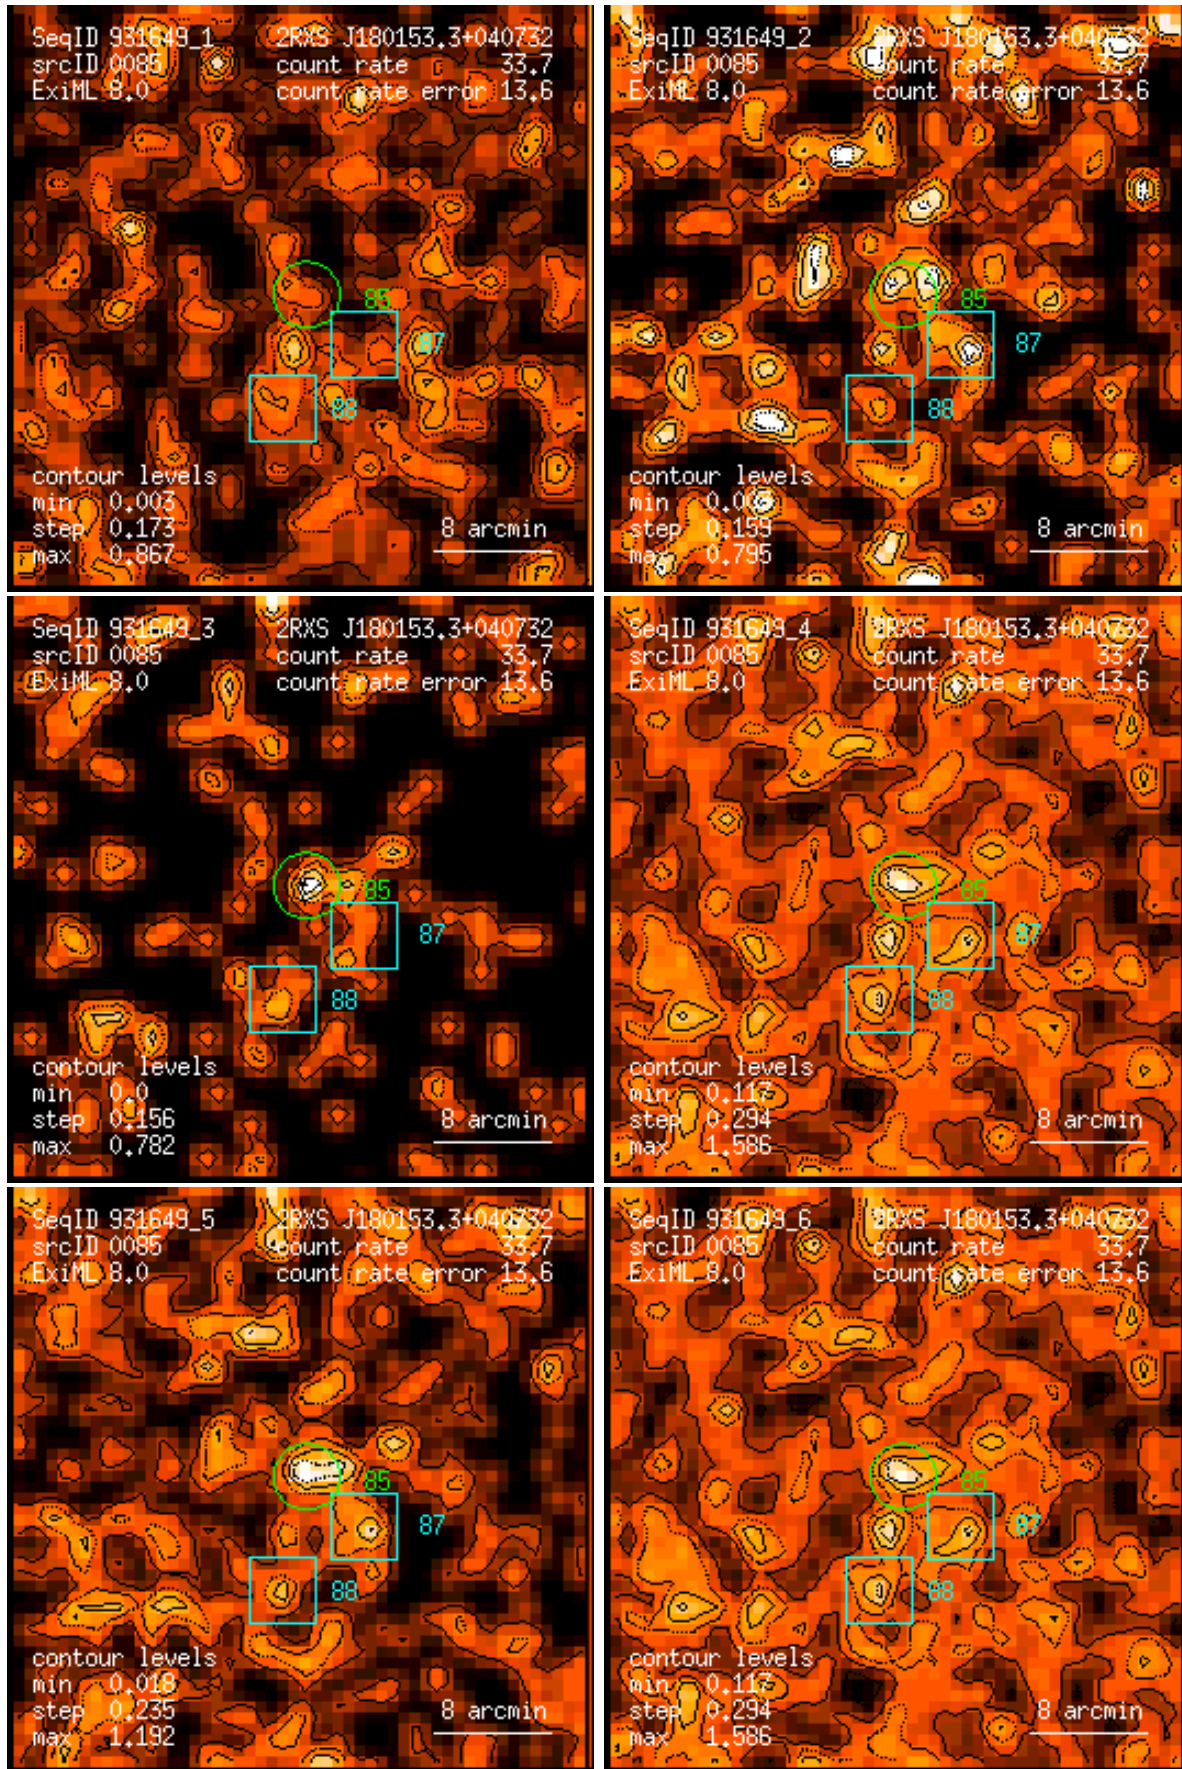 SeqID 931649_1 2RXS J180153.3+040732
srcID 0085 count rate 33.7
ExiML 8.0 count rate error 13.6
85
87
88
contour levels
min 0.003
step 0.173
max 0.867
8 arcmin
SeqID 931649_2 2RXS J180153.3+040732
srcID 0085 count rate 33.7
ExiML 8.0 count rate error 13.6
85
87
88
contour levels
min
step 0.159
max 0.795
8 arcmin
SeqID 931649_3 2RXS J180153.3+040732
srcID 0085 count rate 33.7
ExiML 8.0 count rate error 13.6
85
87
88
contour levels
min 0.0
step 0.156
max 0.782
8 arcmin
SeqID 931649_4 2RXS J180153.3+040732
srcID 0085 count rate 33.7
ExiML 8.0 count rate error 13.6
85
87
88
contour levels
min 0.117
step 0.294
max 1.586
8 arcmin
SeqID 931649_5 2RXS J180153.3+040732
srcID 0085 count rate 33.7
ExiML 8.0 count rate error 13.6
85
87
88
contour levels
min 0.018
step 0.235
max 1.192
8 arcmin
SeqID 931649_6 2RXS J180153.3+040732
srcID 0085 count rate 33.7
ExiML 8.0 count rate error 13.6
85
87
88
contour levels
min 0.117
step 0.294
max 1.586
8 arcmin